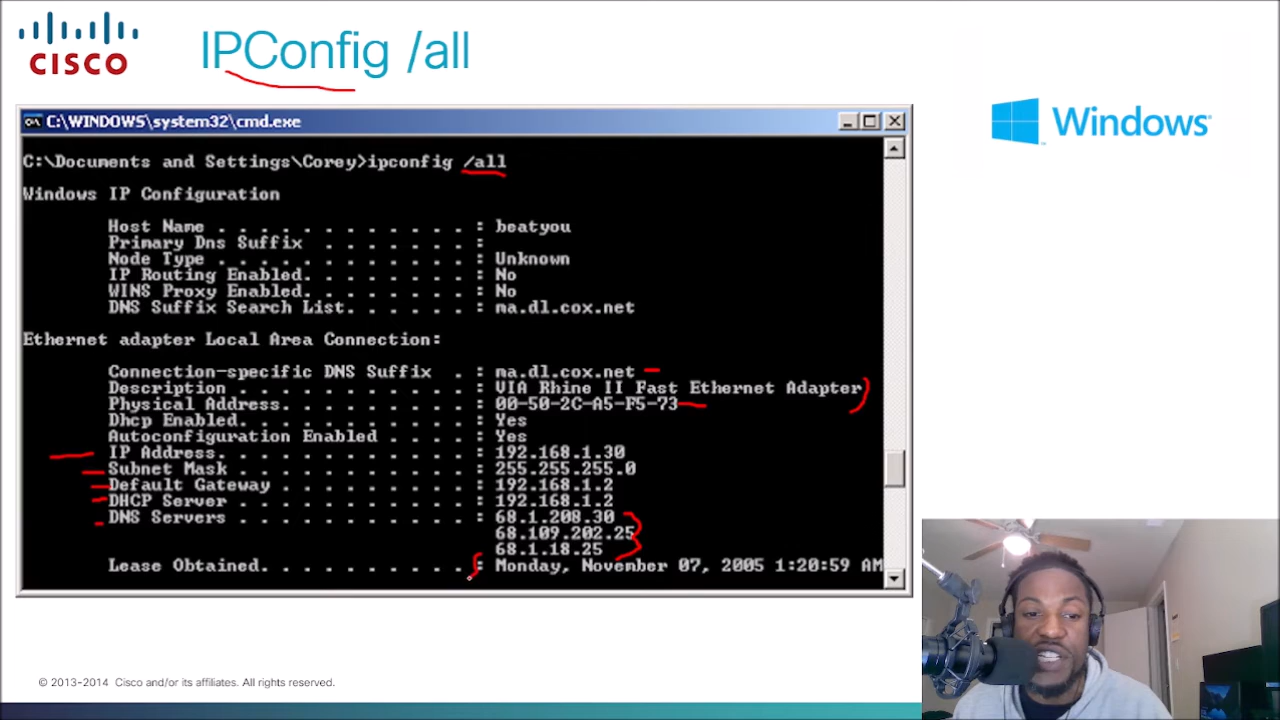 CISCO
IPConfig /all
Windows
C:\WINDOWS\system32\cmd.exe
C:\Documents and Settings\Corey>ipconfig /all
Windows IP Configuration
Host Name . . . . . . . . . . . . : beatyou
Primary Dns Suffix . . . . . . . :
Node Type . . . . . . . . . . . . : Unknown
IP Routing Enabled. . . . . . . . : No
WINS Proxy Enabled. . . . . . . . : No
DNS Suffix Search List. . . . . . : ma.dl.cox.net
Ethernet adapter Local Area Connection:
Connection-specific DNS Suffix . : ma.dl.cox.net
Description . . . . . . . . . . . : VIA Rhine II Fast Ethernet Adapter
Physical Address. . . . . . . . . : 00-50-2C-A5-F5-73
Dhcp Enabled. . . . . . . . . . . : Yes
Autoconfiguration Enabled . . . . : Yes
IP Address. . . . . . . . . . . . : 192.168.1.30
Subnet Mask . . . . . . . . . . . : 255.255.255.0
Default Gateway . . . . . . . . . : 192.168.1.2
DHCP Server . . . . . . . . . . . : 192.168.1.2
DNS Servers . . . . . . . . . . . : 68.1.208.30
68.109.202.25
68.1.18.25
Lease Obtained. . . . . . . . . . : Monday, November 07, 2005 1:20:59 AM
© 2013-2014 Cisco and/or its affiliates. All rights reserved.